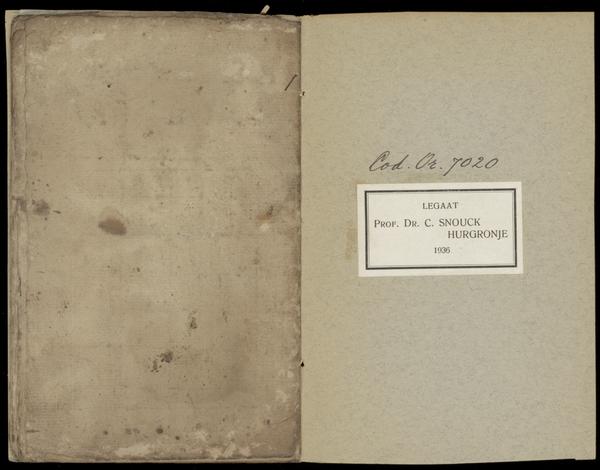 Cod. Or. 7020
LEGAAT
PROF. DR. C. SNOUCK
HURGRONJE
1936